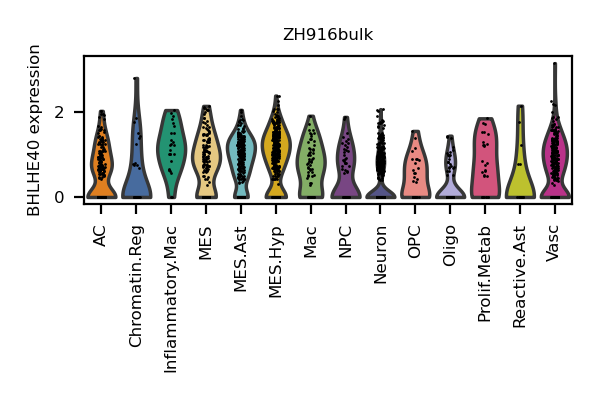 ZH916bulk
BHLHE40 expression
2
0
AC
Chromatin.Reg
Inflammatory.Mac
MES
MES.Ast
MES.Hyp
Mac
NPC
Neuron
OPC
Oligo
Prolif.Metab
Reactive.Ast
Vasc